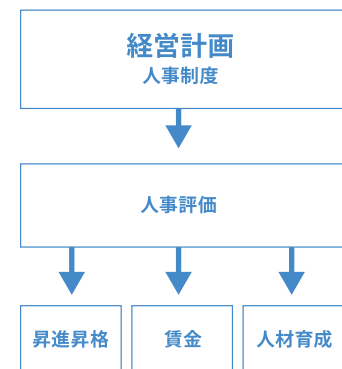 経営計画
人事制度
人事評価
昇進昇格
賃金
人材育成